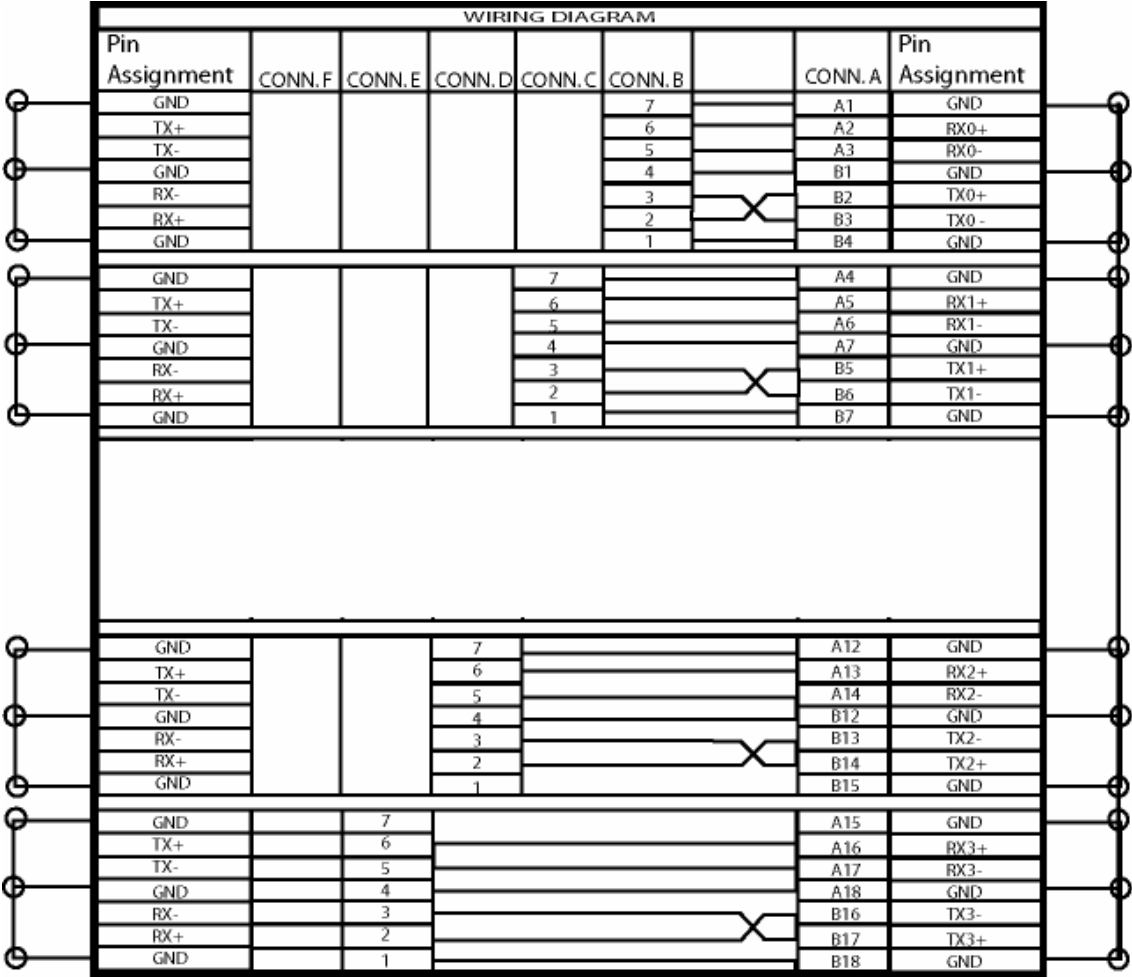 WIRING DIAGRAM
Pin Assignment CONN. F CONN. E CONN. D CONN. C CONN. B CONN. A Pin Assignment
GND 7 A1 GND
TX+ 6 A2 RX0+
TX- 5 A3 RX0-
GND 4 B1 GND
RX- 3 B2 TX0+
RX+ 2 B3 TX0 -
GND 1 B4 GND
GND 7 A4 GND
TX+ 6 A5 RX1+
TX- 5 A6 RX1-
GND 4 A7 GND
RX- 3 B5 TX1+
RX+ 2 B6 TX1-
GND 1 B7 GND
GND 7 A12 GND
TX+ 6 A13 RX2+
TX- 5 A14 RX2-
GND 4 B12 GND
RX- 3 B13 TX2-
RX+ 2 B14 TX2+
GND 1 B15 GND
GND 7 A15 GND
TX+ 6 A16 RX3+
TX- 5 A17 RX3-
GND 4 A18 GND
RX- 3 B16 TX3-
RX+ 2 B17 TX3+
GND 1 B18 GND